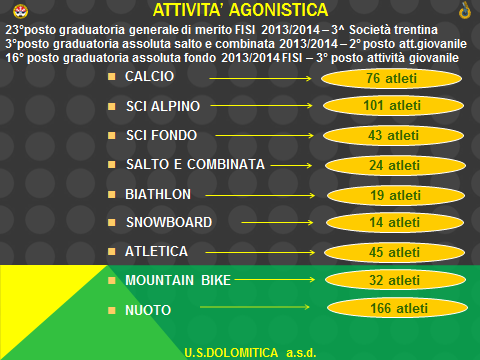 ATTIVITA' AGONISTICA
23°posto graduatoria generale di merito FISI 2013/2014 – 3^ Società trentina
3°posto graduatoria assoluta salto e combinata 2013/2014 – 2° posto att.giovanile
16° posto graduatoria assoluta fondo 2013/2014 FISI – 3° posto attività giovanile
CALCIO 76 atleti
SCI ALPINO 101 atleti
SCI FONDO 43 atleti
SALTO E COMBINATA 24 atleti
BIATHLON 19 atleti
SNOWBOARD 14 atleti
ATLETICA 45 atleti
MOUNTAIN BIKE 32 atleti
NUOTO 166 atleti
U.S.DOLOMITICA a.s.d.